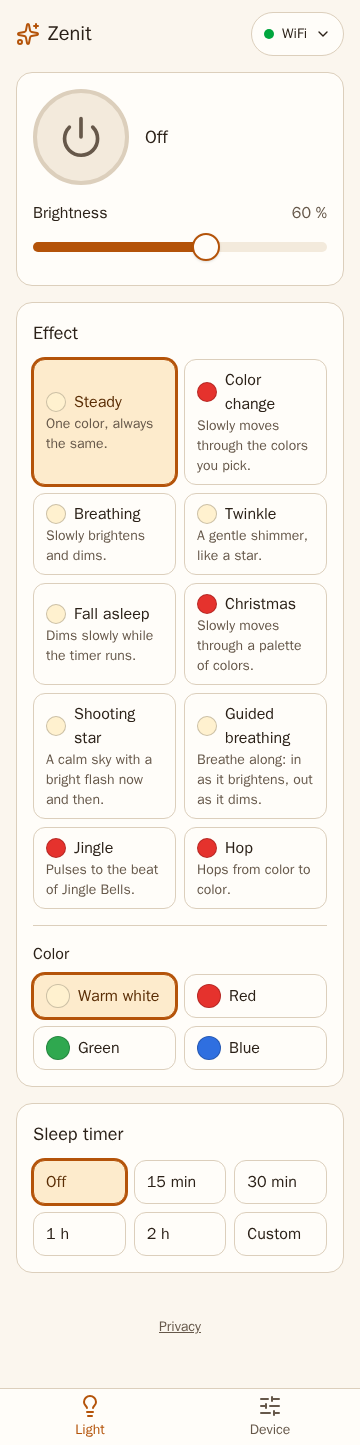 Zenit
WiFi
Off
Brightness
60 %
Effect
Steady
One color, always
the same.
Color
change
Slowly moves
through the colors
you pick.
Breathing
Slowly brightens
and dims.
Twinkle
A gentle shimmer,
like a star.
Fall asleep
Dims slowly while
the timer runs.
Christmas
Slowly moves
through a palette
of colors.
Shooting
star
A calm sky with a
bright flash now
and then.
Guided
breathing
Breathe along: in
as it brightens, out
as it dims.
Jingle
Pulses to the beat
of Jingle Bells.
Hop
Hops from color to
color.
Color
Warm white
Red
Green
Blue
Sleep timer
Off
15 min
30 min
1 h
2 h
Custom
Privacy
Light
Device